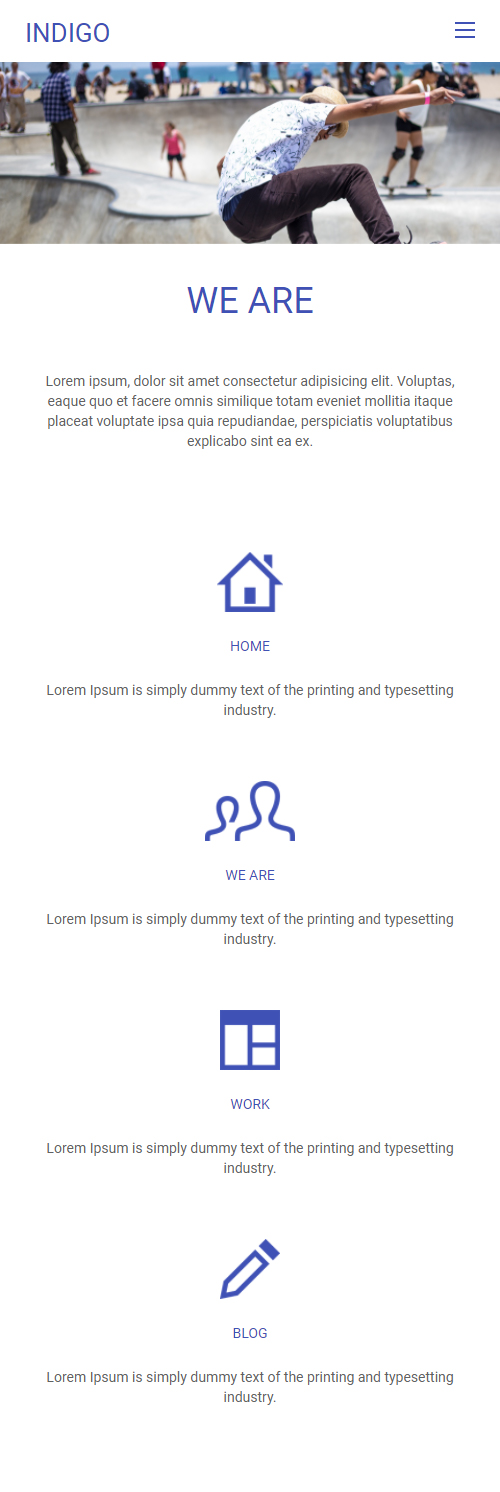 INDIGO
WE ARE
Lorem ipsum, dolor sit amet consectetur adipisicing elit. Voluptas,
eaque quo et facere omnis similique totam eveniet mollitia itaque
placeat voluptate ipsa quia repudiandae, perspiciatis voluptatibus
explicabo sint ea ex.
HOME
Lorem Ipsum is simply dummy text of the printing and typesetting
industry.
WE ARE
Lorem Ipsum is simply dummy text of the printing and typesetting
industry.
WORK
Lorem Ipsum is simply dummy text of the printing and typesetting
industry.
BLOG
Lorem Ipsum is simply dummy text of the printing and typesetting
industry.